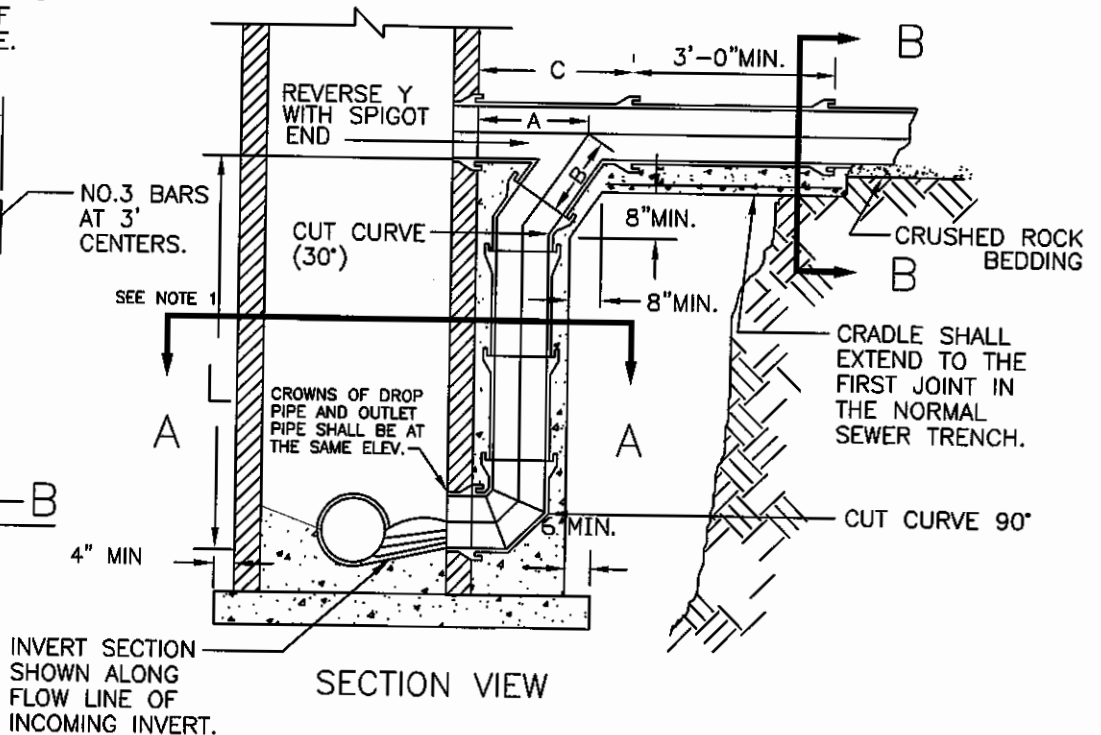 F
E.
B
C
3'-0"MIN.
REVERSE Y
WITH SPIGOT
END
A
B
NO.3 BARS
AT 3'
CENTERS.
CUT CURVE
(30°)
8"MIN.
CRUSHED ROCK
BEDDING
B
SEE NOTE 1
8"MIN.
CRADLE SHALL
EXTEND TO THE
FIRST JOINT IN
THE NORMAL
SEWER TRENCH.
CROWNS OF DROP
PIPE AND OUTLET
PIPE SHALL BE AT
THE SAME ELEV.
A
A
B
CUT CURVE 90°
6 MIN.
4" MIN
INVERT SECTION
SHOWN ALONG
FLOW LINE OF
INCOMING INVERT.
SECTION VIEW